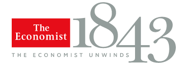 The
Economist
1843
THE ECONOMIST UNWINDS